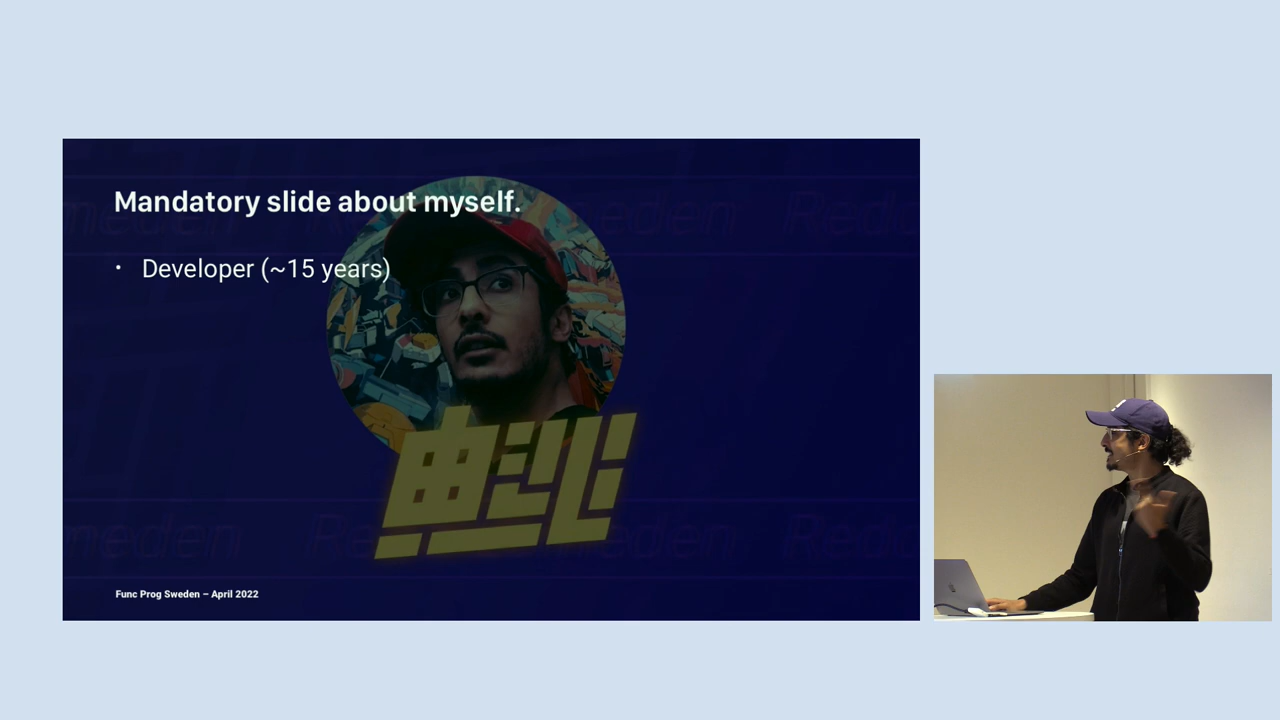 Mandatory slide about myself.
• Developer (~15 years)
Func Prog Sweden – April 2022